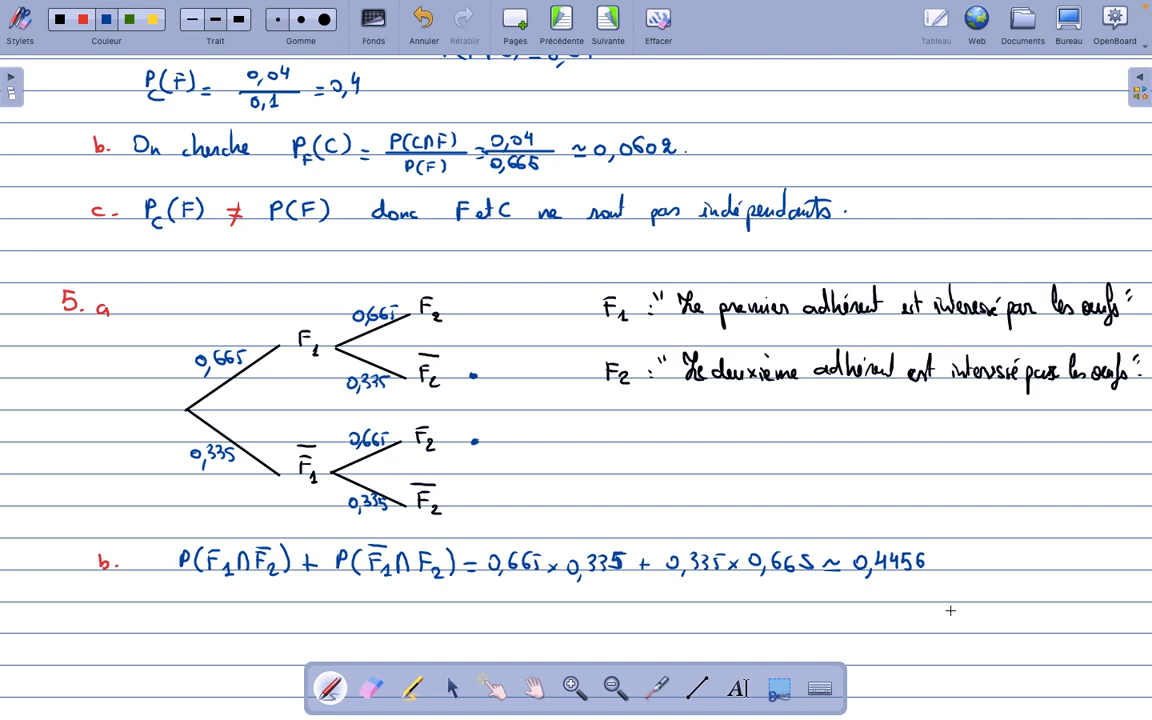 Stylets Couleur Trait Gomme Fonds Annuler Rétablir Pages Précédente Suivante Effacer Tableau Web Documents Bureau OpenBoard
P_C(F) = 0,04 / 0,1 = 0,4
b. On cherche P_F(C) = P(C∩F) / P(F) = 0,04 / 0,665 ≃ 0,0602.
c. P_C(F) ≠ P(F) donc F et C ne sont pas indépendants.
5. a
F₁ : "Le premier adhérent est interessé par les œufs"
0,665 F₂
0,665 F₁
0,335 F̅₂
F₂ : "Le deuxième adhérent est interessé par les œufs".
0,335 F̅₁
0,665 F₂
0,335 F̅₂
b. P(F₁∩F̅₂) + P(F̅₁∩F₂) = 0,665 × 0,335 + 0,335 × 0,665 ≃ 0,4456